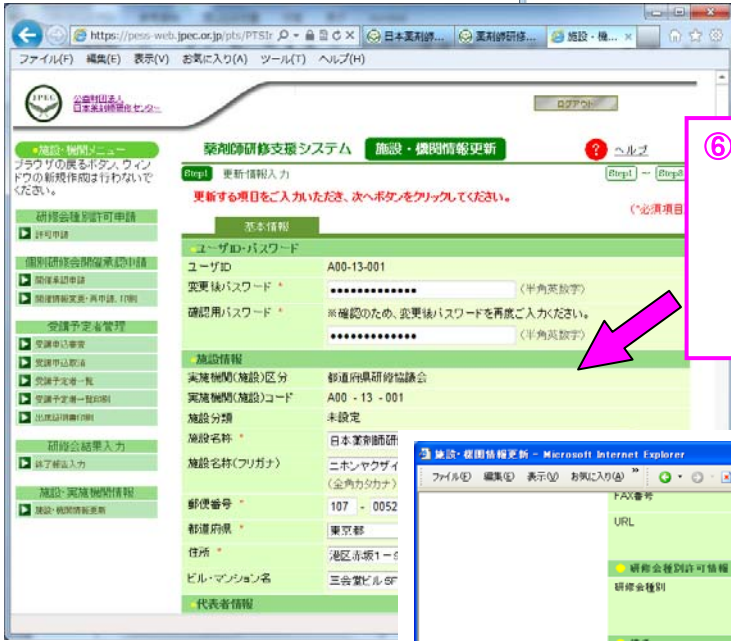 https://pess-web.jpec.or.jp/pts/PTSIr
日本薬剤師...
薬剤師研修...
施設・機...
ファイル(F) 編集(E) 表示(V) お気に入り(A) ツール(T) ヘルプ(H)
JPEC
公益財団法人
日本薬剤師研修センター
ログアウト
施設・機関メニュー
ブラウザの戻るボタン、ウィン
ドウの新規作成は行わないで
ください。
研修会種別許可申請
許可申請
個別研修会開催承認申請
開催承認申請
開催情報変更・再申請、印刷
受講予定者管理
受講申込審査
受講申込取消
受講予定者一覧
受講予定者一覧印刷
出席証明書印刷
研修会結果入力
終了報告入力
施設・実施機関情報
施設・機関情報更新
薬剤師研修支援システム 施設・機関情報更新
? ヘルプ
Step1 更新情報入力
Step1 ― Step3
更新する項目をご入力いただき、次へボタンをクリックしてください。
(*必須項目
基本情報
ユーザID・パスワード
ユーザID A00-13-001
変更後パスワード * ●●●●●●●●●●●●● (半角英数字)
確認用パスワード * ※確認のため、変更後パスワードを再度ご入力ください。
●●●●●●●●●●●●● (半角英数字)
施設情報
実施機関(施設)区分 都道府県研修協議会
実施機関(施設)コード A00 - 13 - 001
施設分類 未設定
施設名称 * 日本薬剤師研
施設名称(フリガナ) ニホンヤクザイ
(全角カタカナ)
郵便番号 * 107 - 0052
都道府県 * 東京都
住所 * 港区赤坂1-9
ビル・マンション名 三会堂ビル5F
代表者情報
⑥
施設・機関情報更新 - Microsoft Internet Explorer
ファイル(F) 編集(E) 表示(V) お気に入り(A) »
FAX番号
URL
研修会種別許可情報
研修会種別